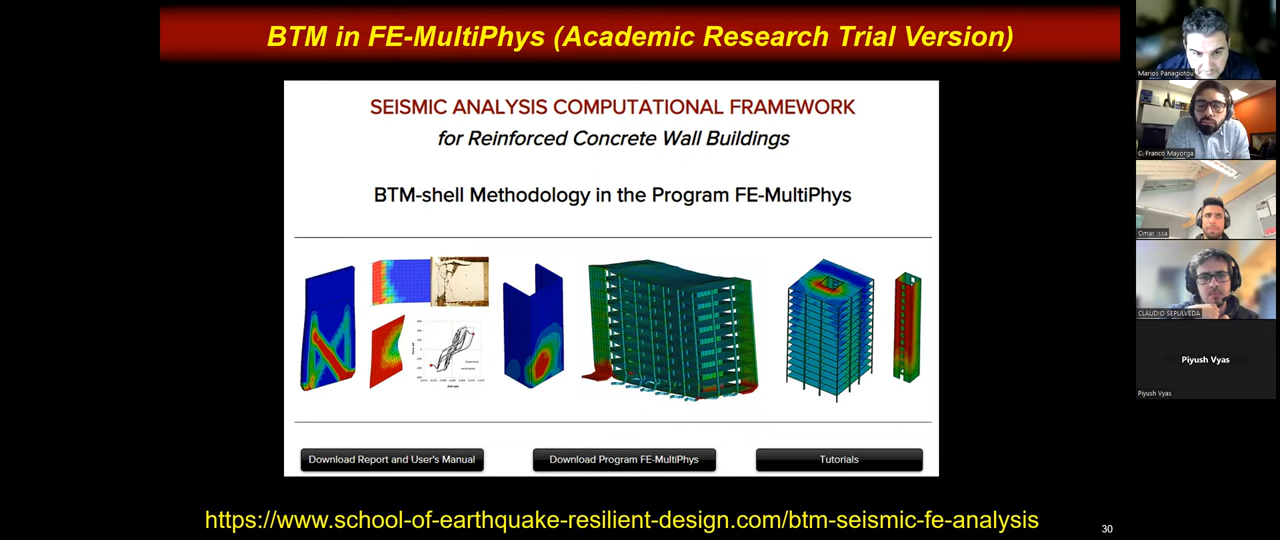 BTM in FE-MultiPhys (Academic Research Trial Version)
SEISMIC ANALYSIS COMPUTATIONAL FRAMEWORK
for Reinforced Concrete Wall Buildings
BTM-shell Methodology in the Program FE-MultiPhys
Download Report and User's Manual
Download Program FE-MultiPhys
Tutorials
https://www.school-of-earthquake-resilient-design.com/btm-seismic-fe-analysis
30
Marios Panagiotou
C. Franco Mayorga
Omar Issa
CLAUDIO SEPULVEDA
Piyush Vyas
Piyush Vyas